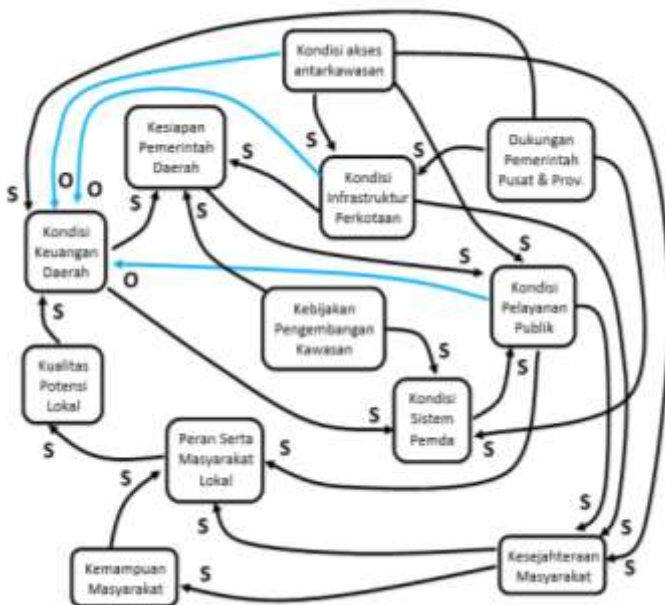 Kondisi akses
antarkawasan
Kesiapan
Pemerintah
Daerah
S
S
Dukungan
Pemerintah
Pusat & Prov.
S
Kondisi
Infrastruktur
Perkotaan
S
O
O
S
S
Kondisi
Keuangan
Daerah
S
S
O
Kondisi
Pelayanan
Publik
S
Kebijakan
Pengembangan
Kawasan
S
Kualitas
Potensi
Lokal
S
Kondisi
Sistem
Pemda
S
S
S
S
Peran Serta
Masyarakat
Lokal
S
S
S
S
S
Kemampuan
Masyarakat
S
Kesejahteraan
Masyarakat
S